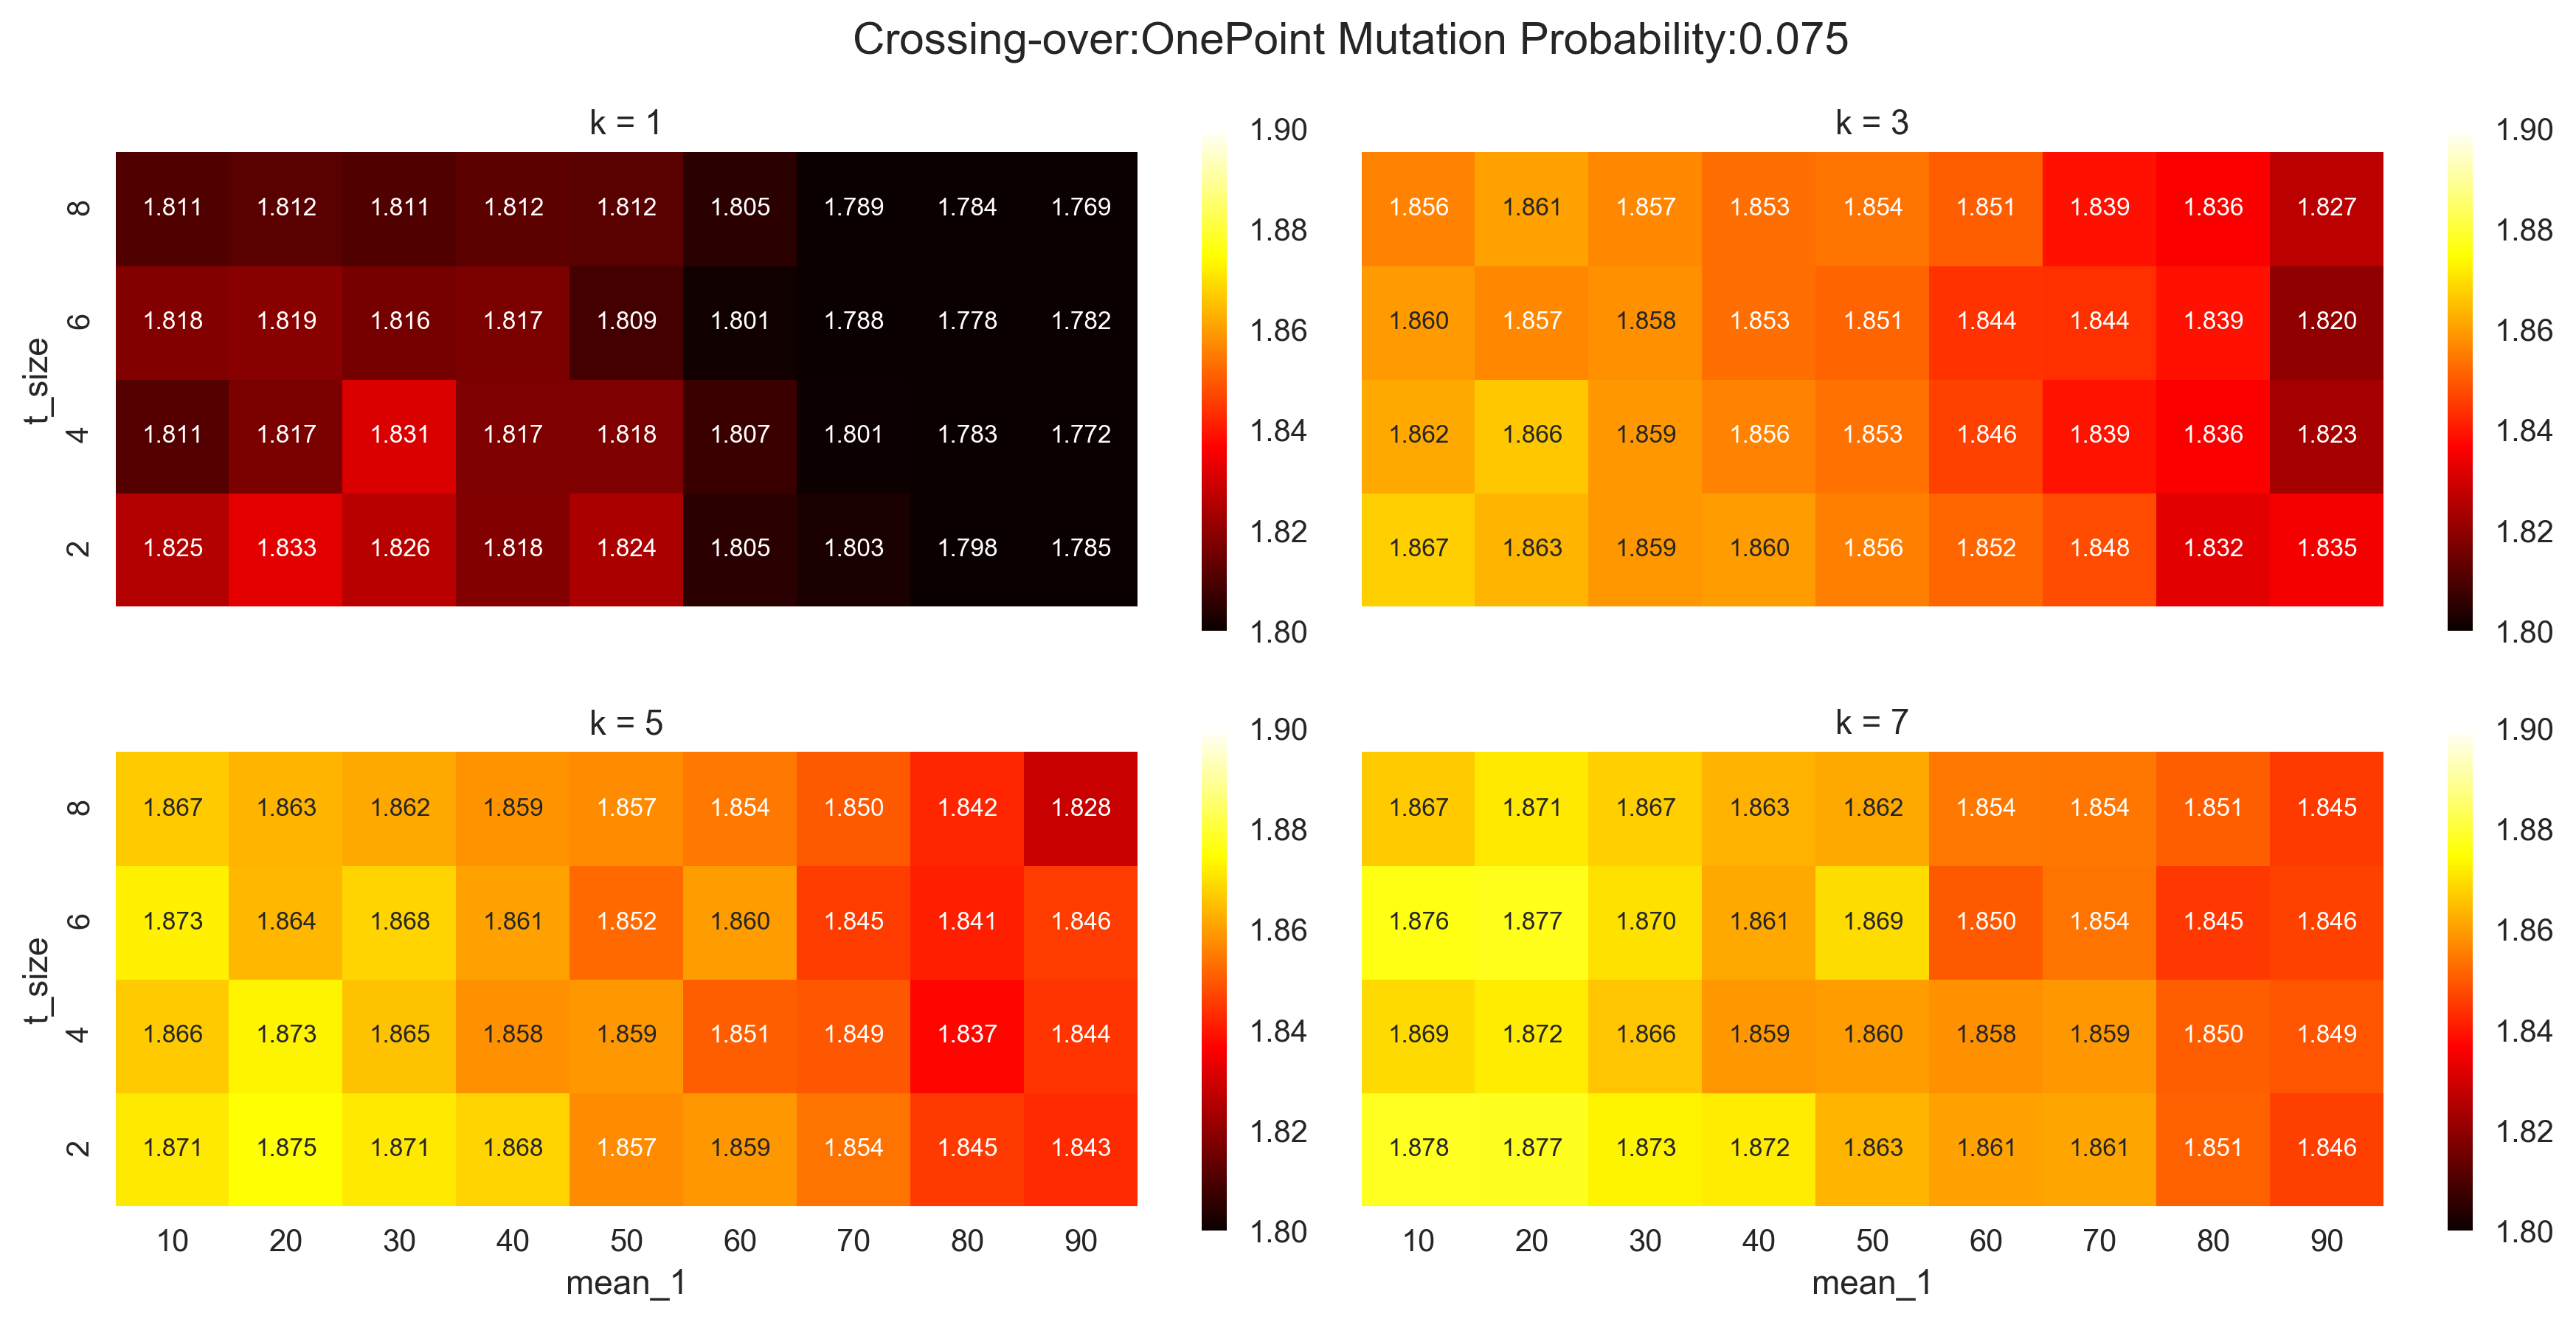 Crossing-over:OnePoint Mutation Probability:0.075
k = 1
t_size
8 1.811 1.812 1.811 1.812 1.812 1.805 1.789 1.784 1.769
6 1.818 1.819 1.816 1.817 1.809 1.801 1.788 1.778 1.782
4 1.811 1.817 1.831 1.817 1.818 1.807 1.801 1.783 1.772
2 1.825 1.833 1.826 1.818 1.824 1.805 1.803 1.798 1.785
1.90
1.88
1.86
1.84
1.82
1.80
k = 3
1.856 1.861 1.857 1.853 1.854 1.851 1.839 1.836 1.827
1.860 1.857 1.858 1.853 1.851 1.844 1.844 1.839 1.820
1.862 1.866 1.859 1.856 1.853 1.846 1.839 1.836 1.823
1.867 1.863 1.859 1.860 1.856 1.852 1.848 1.832 1.835
1.90
1.88
1.86
1.84
1.82
1.80
k = 5
t_size
8 1.867 1.863 1.862 1.859 1.857 1.854 1.850 1.842 1.828
6 1.873 1.864 1.868 1.861 1.852 1.860 1.845 1.841 1.846
4 1.866 1.873 1.865 1.858 1.859 1.851 1.849 1.837 1.844
2 1.871 1.875 1.871 1.868 1.857 1.859 1.854 1.845 1.843
10 20 30 40 50 60 70 80 90
mean_1
1.90
1.88
1.86
1.84
1.82
1.80
k = 7
1.867 1.871 1.867 1.863 1.862 1.854 1.854 1.851 1.845
1.876 1.877 1.870 1.861 1.869 1.850 1.854 1.845 1.846
1.869 1.872 1.866 1.859 1.860 1.858 1.859 1.850 1.849
1.878 1.877 1.873 1.872 1.863 1.861 1.861 1.851 1.846
10 20 30 40 50 60 70 80 90
mean_1
1.90
1.88
1.86
1.84
1.82
1.80